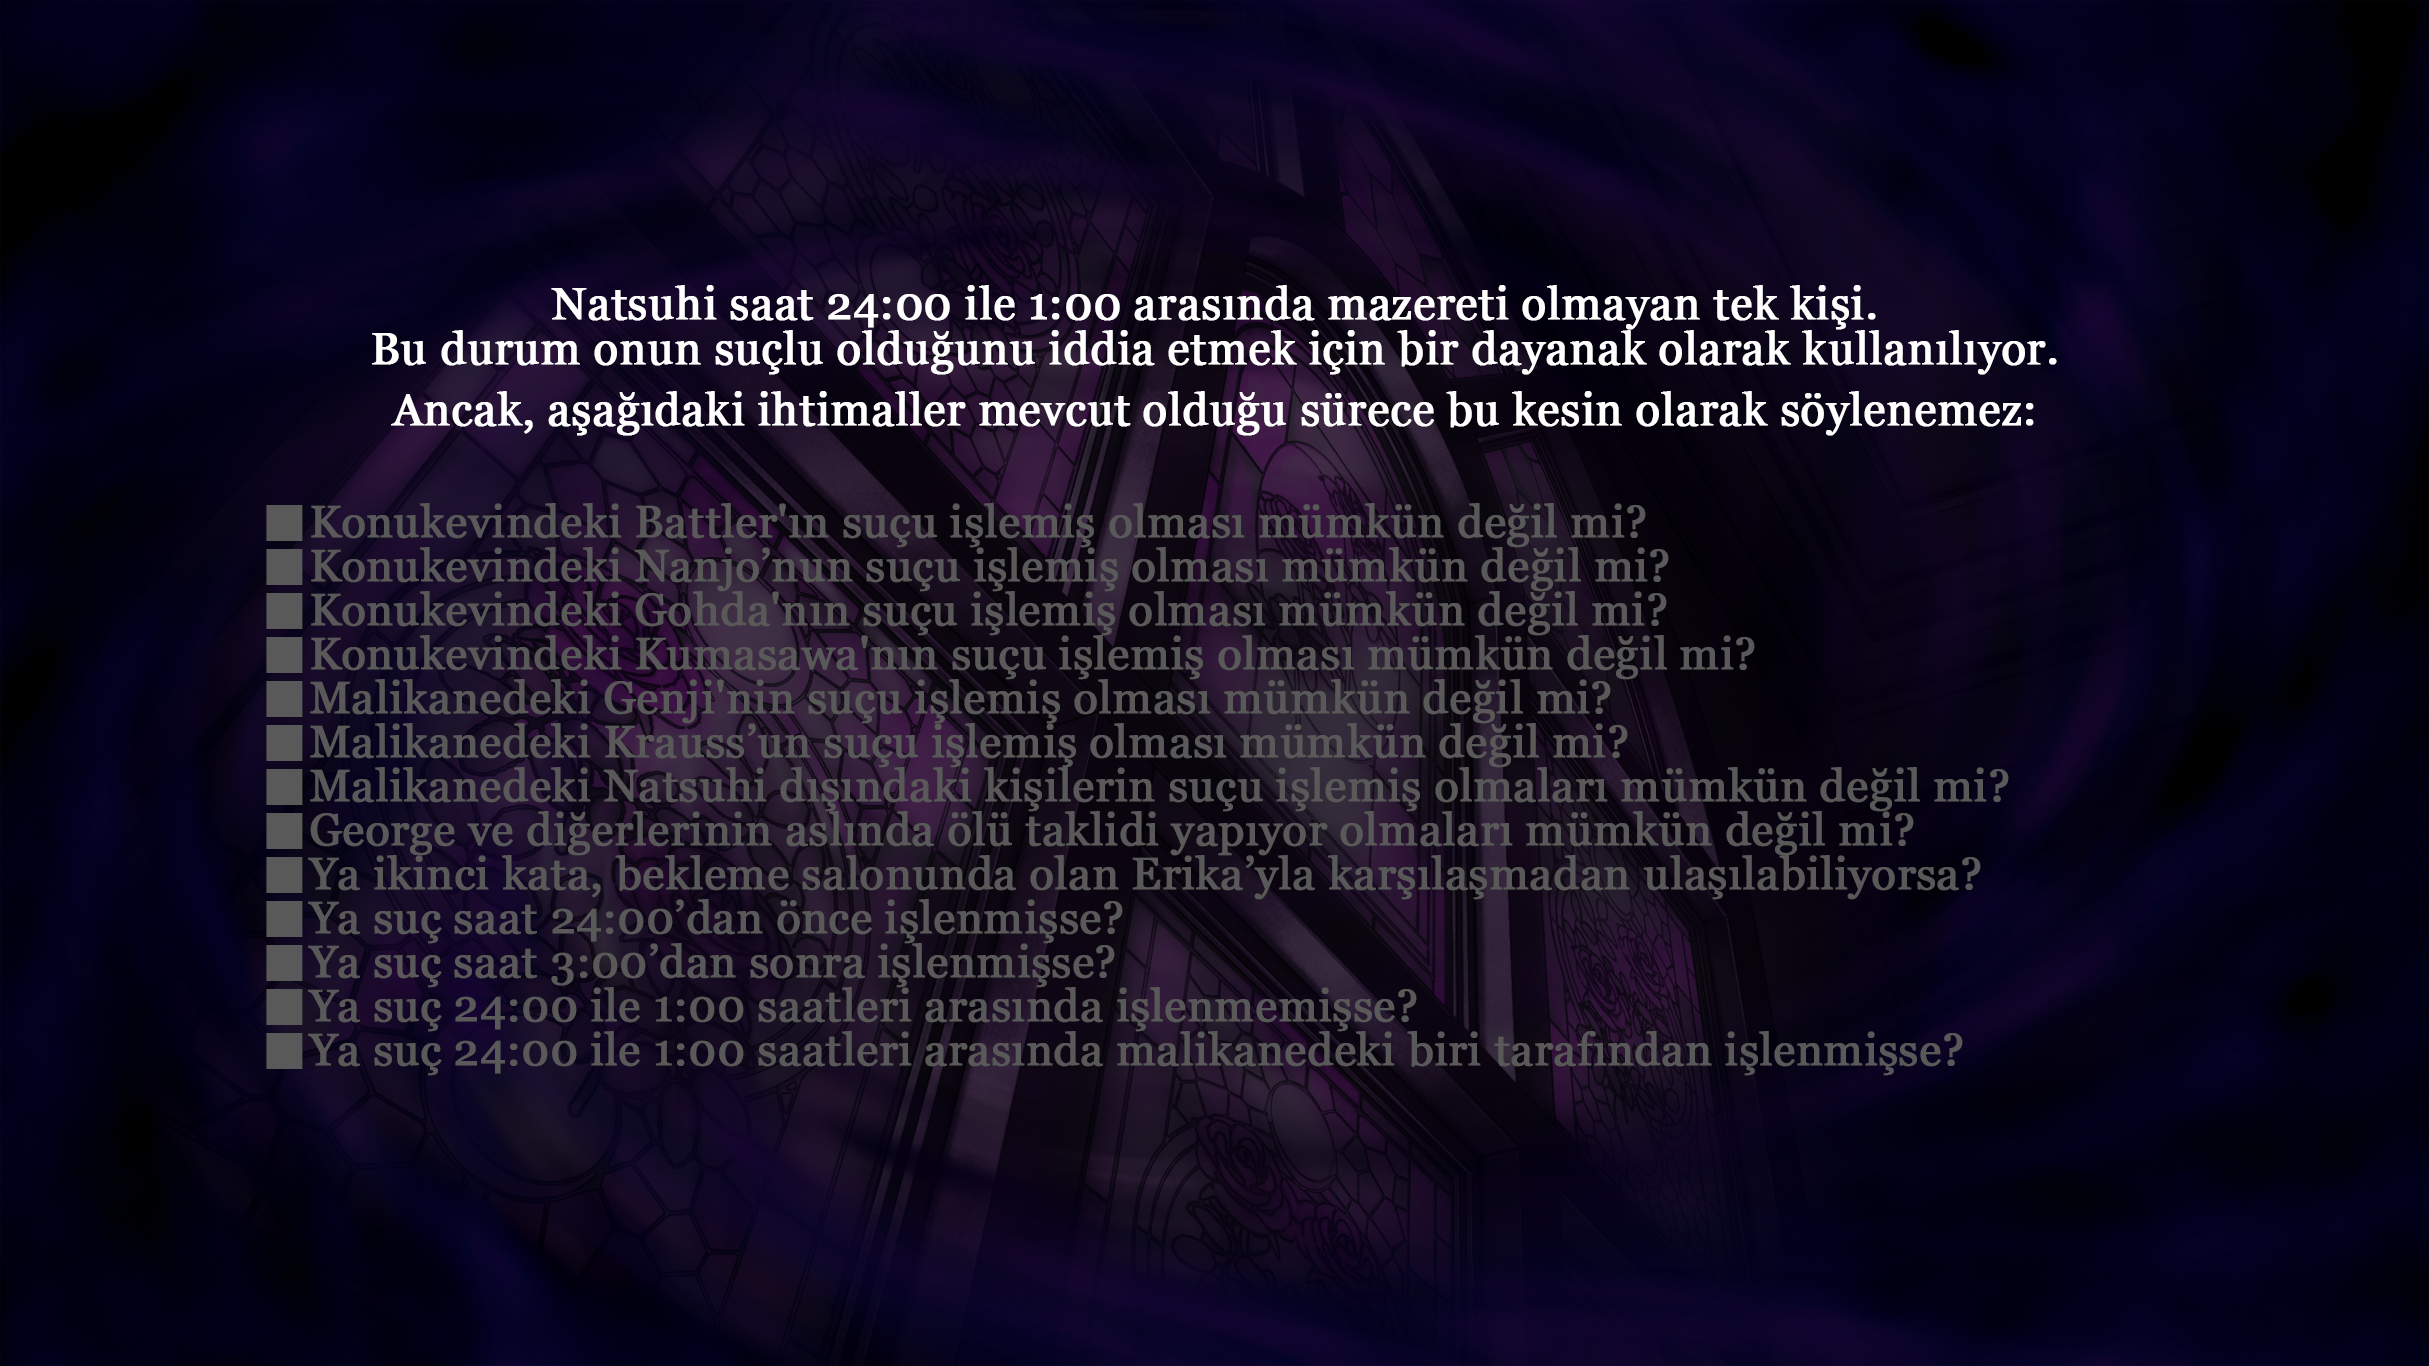 Natsuhi saat 24:00 ile 1:00 arasında mazereti olmayan tek kişi.
Bu durum onun suçlu olduğunu iddia etmek için bir dayanak olarak kullanılıyor.
Ancak, aşağıdaki ihtimaller mevcut olduğu sürece bu kesin olarak söylenemez:
■Konukevindeki Battler'ın suçu işlemiş olması mümkün değil mi?
■Konukevindeki Nanjo’nun suçu işlemiş olması mümkün değil mi?
■Konukevindeki Gohda'nın suçu işlemiş olması mümkün değil mi?
■Konukevindeki Kumasawa'nın suçu işlemiş olması mümkün değil mi?
■Malikanedeki Genji'nin suçu işlemiş olması mümkün değil mi?
■Malikanedeki Krauss’un suçu işlemiş olması mümkün değil mi?
■Malikanedeki Natsuhi dışındaki kişilerin suçu işlemiş olmaları mümkün değil mi?
■George ve diğerlerinin aslında ölü taklidi yapıyor olmaları mümkün değil mi?
■Ya ikinci kata, bekleme salonunda olan Erika’yla karşılaşmadan ulaşılabiliyorsa?
■Ya suç saat 24:00’dan önce işlenmişse?
■Ya suç saat 3:00’dan sonra işlenmişse?
■Ya suç 24:00 ile 1:00 saatleri arasında işlenmemişse?
■Ya suç 24:00 ile 1:00 saatleri arasında malikanedeki biri tarafından işlenmişse?